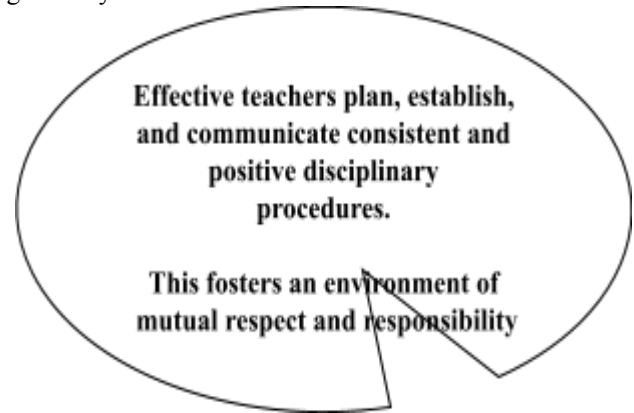 Effective teachers plan, establish,
and communicate consistent and
positive disciplinary
procedures.
This fosters an environment of
mutual respect and responsibility